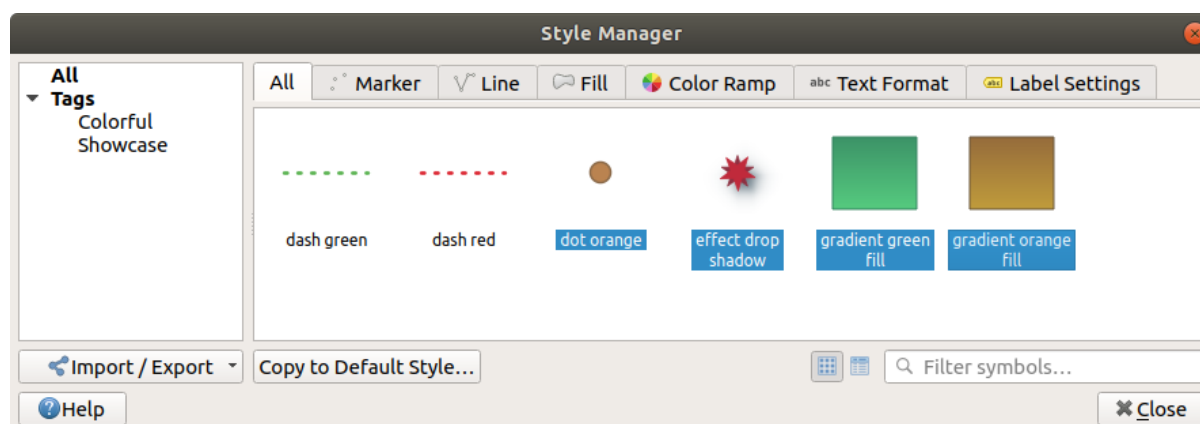 Style Manager
All
Tags
Colorful
Showcase
All Marker Line Fill Color Ramp abc Text Format abc Label Settings
dash green dash red dot orange effect drop shadow gradient green fill gradient orange fill
Import / Export Copy to Default Style... Filter symbols...
Help Close